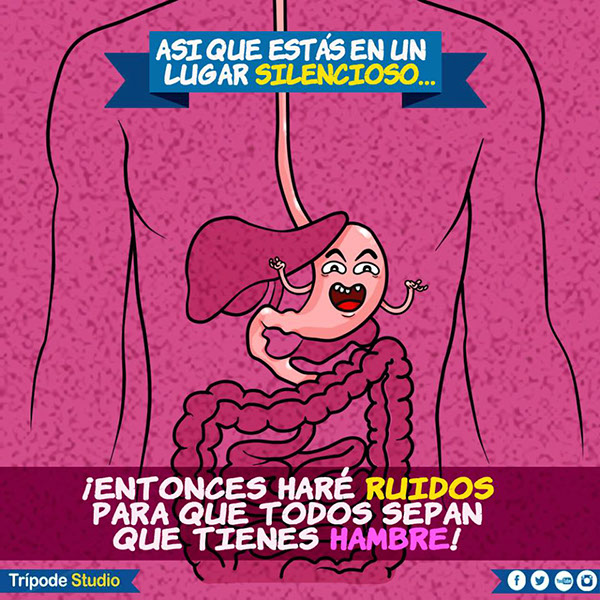 ASI QUE ESTÁS EN UN
LUGAR SILENCIOSO...
¡ENTONCES HARÉ RUIDOS
PARA QUE TODOS SEPAN
QUE TIENES HAMBRE!
Trípode Studio